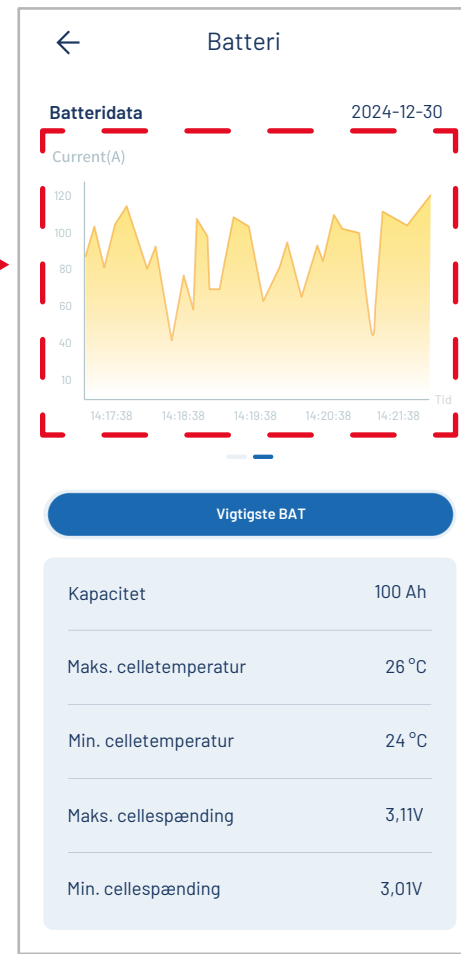 Batteri
Batteridata 2024-12-30
Current(A)
120
100
80
60
40
10
Tid
14:17:38 14:18:38 14:19:38 14:20:38 14:21:38
Vigtigste BAT
Kapacitet 100 Ah
Maks. celletemperatur 26 °C
Min. celletemperatur 24 °C
Maks. cellespænding 3,11V
Min. cellespænding 3,01V